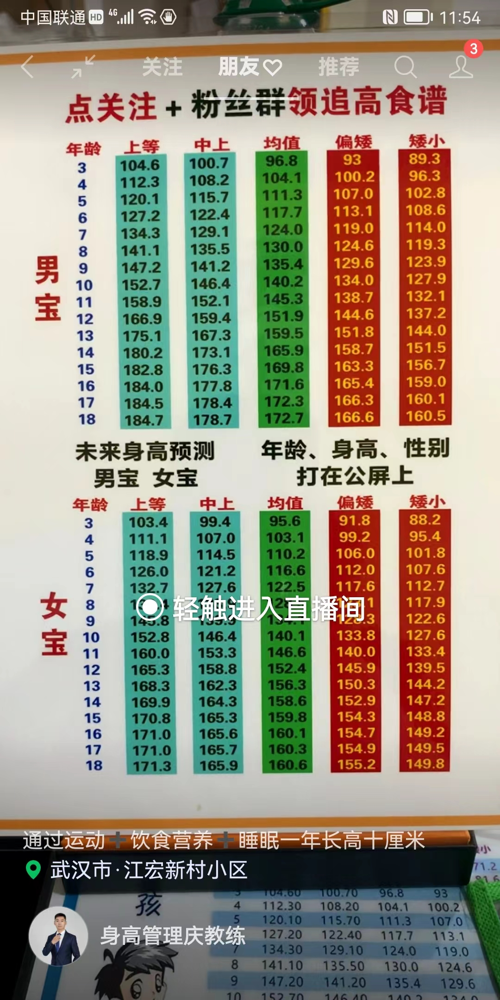 中国联通 HD 4G 11:54
关注 朋友 推荐 3
点关注+粉丝群领追高食谱
男宝
年龄 上等 中上 均值 偏矮 矮小
3 104.6 100.7 96.8 93 89.3
4 112.3 108.2 104.1 100.2 96.3
5 120.1 115.7 111.3 107.0 102.8
6 127.2 122.4 117.7 113.1 108.6
7 134.3 129.1 124.0 119.0 114.0
8 141.1 135.5 130.0 124.6 119.3
9 147.2 141.2 135.4 129.6 123.9
10 152.7 146.4 140.2 134.0 127.9
11 158.9 152.1 145.3 138.7 132.1
12 166.9 159.4 151.9 144.6 137.2
13 175.1 167.3 159.5 151.8 144.0
14 180.2 173.1 165.9 158.7 151.5
15 182.8 176.3 169.8 163.3 156.7
16 184.0 177.8 171.6 165.4 159.0
17 184.5 178.4 172.3 166.3 160.1
18 184.7 178.7 172.7 166.6 160.5
未来身高预测 年龄、身高、性别
男宝 女宝 打在公屏上
女宝
年龄 上等 中上 均值 偏矮 矮小
3 103.4 99.4 95.6 91.8 88.2
4 111.1 107.0 103.1 99.2 95.4
5 118.9 114.5 110.2 106.0 101.8
6 126.0 121.2 116.6 112.0 107.6
7 132.7 127.6 122.5 117.6 112.7
8 117.9
轻触进入直播间
9 122.6
10 152.8 146.4 140.1 133.8 127.6
11 160.0 153.3 146.6 140.0 133.4
12 165.3 158.8 152.4 145.9 139.5
13 168.3 162.3 156.3 150.3 144.2
14 169.9 164.3 158.6 152.9 147.2
15 170.8 165.3 159.8 154.3 148.8
16 171.0 165.6 160.1 154.7 149.2
17 171.0 165.7 160.3 154.9 149.5
18 171.3 165.9 160.6 155.2 149.8
通过运动➕饮食营养➕睡眠一年长高十厘米
武汉市·江宏新村小区
小
71.2
孩
3 104.60 100.70 96.8 93
4 112.30 108.20 104.1 100.2
5 120.10 115.70 111.3 107.0
127.20 122.40 117.7 113.1
身高管理庆教练
7 134.30 129.10 124.0 119.0
8 141.10 135.50 130.0 124.6
9 147.20 141.20 135.4 129.6
10 152.70 146.40 140.2 134.0